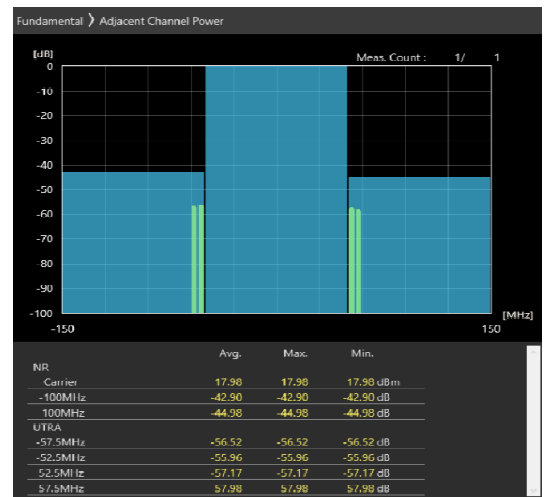 Fundamental ❯ Adjacent Channel Power
[dB]
Meas. Count : 1/ 1
0
-10
-20
-30
-40
-50
-60
-70
-80
-90
-100
[MHz]
-150 150
Avg. Max. Min.
NR
Carrier 17.98 17.98 17.98 dBm
-100MHz -42.90 -42.90 -42.90 dB
100MHz -44.98 -44.98 -44.98 dB
UTRA
-57.5MHz -56.52 -56.52 -56.52 dB
-52.5MHz -55.96 -55.96 -55.96 dB
52.5MHz -57.17 -57.17 -57.17 dB
57.5MHz 57.98 57.98 57.98 dB